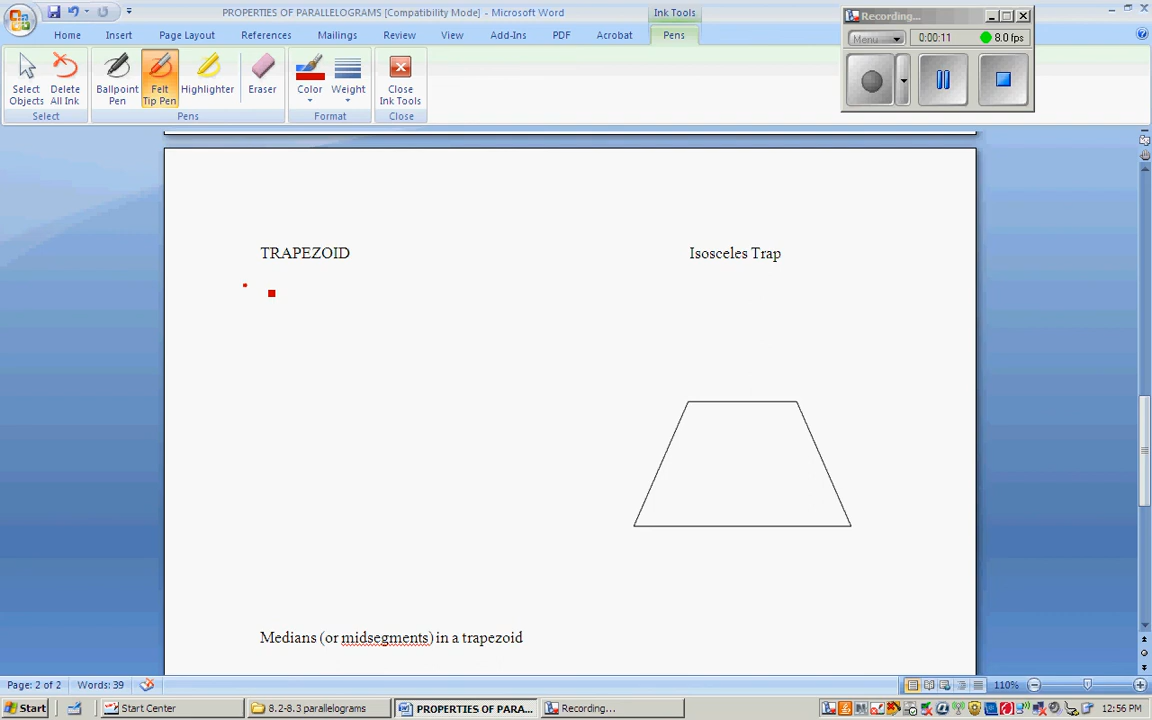 PROPERTIES OF PARALLELOGRAMS [Compatibility Mode] - Microsoft Word
Ink Tools
Recording...
Home Insert Page Layout References Mailings Review View Add-Ins PDF Acrobat Pens
Menu 0:00:11 8.0 fps
Select Objects
Delete All Ink
Ballpoint Pen
Felt Tip Pen
Highlighter
Eraser
Color
Weight
Close Ink Tools
Select Pens Format Close
TRAPEZOID Isosceles Trap
Medians (or midsegments) in a trapezoid
Page: 2 of 2 Words: 39 110%
Start Start Center 8.2-8.3 parallelograms PROPERTIES OF PARA... Recording... 12:56 PM